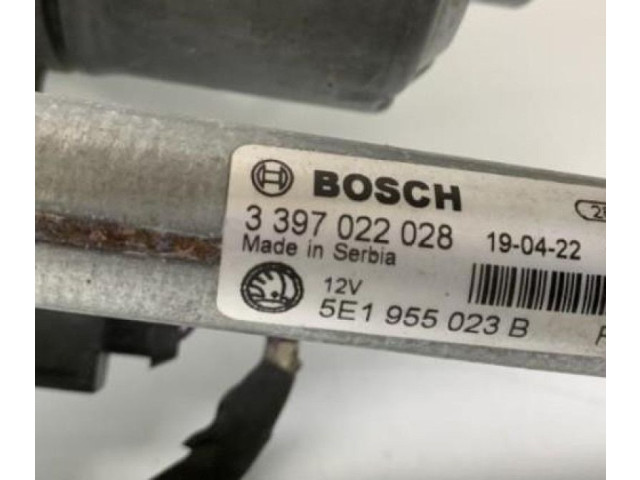 BOSCH
3 397 022 028 19-04-22
Made in Serbia
12V
5E1 955 023 B